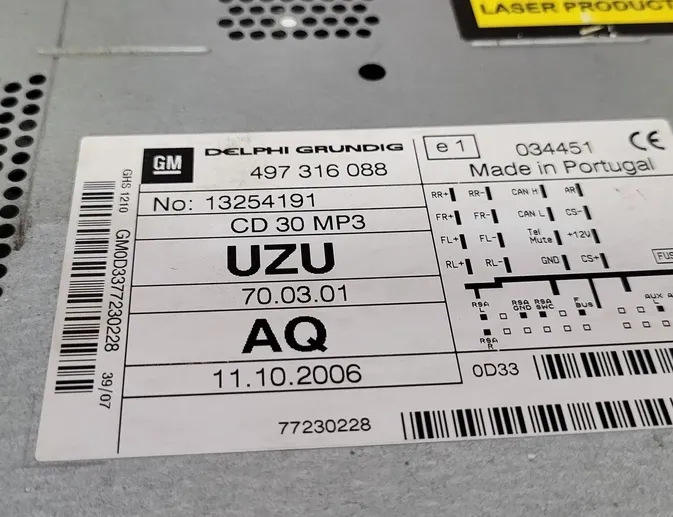 LASER PRODUCT
GM
DELPHI GRUNDIG
497 316 088
e 1
034451
CE
Made in Portugal
No: 13254191
CD 30 MP3
UZU
70.03.01
AQ
11.10.2006
77230228
GHS 1210
GM0D3377230228
39/07
RR+ RR- CAN H AR
FR+ FR- CAN L CS-
FL+ FL- Tel Mute +12V
RL+ RL- GND CS+
FUS
RSA L
RSA GND
RSA SWC
F BUS
AUX
RSA R
0D33